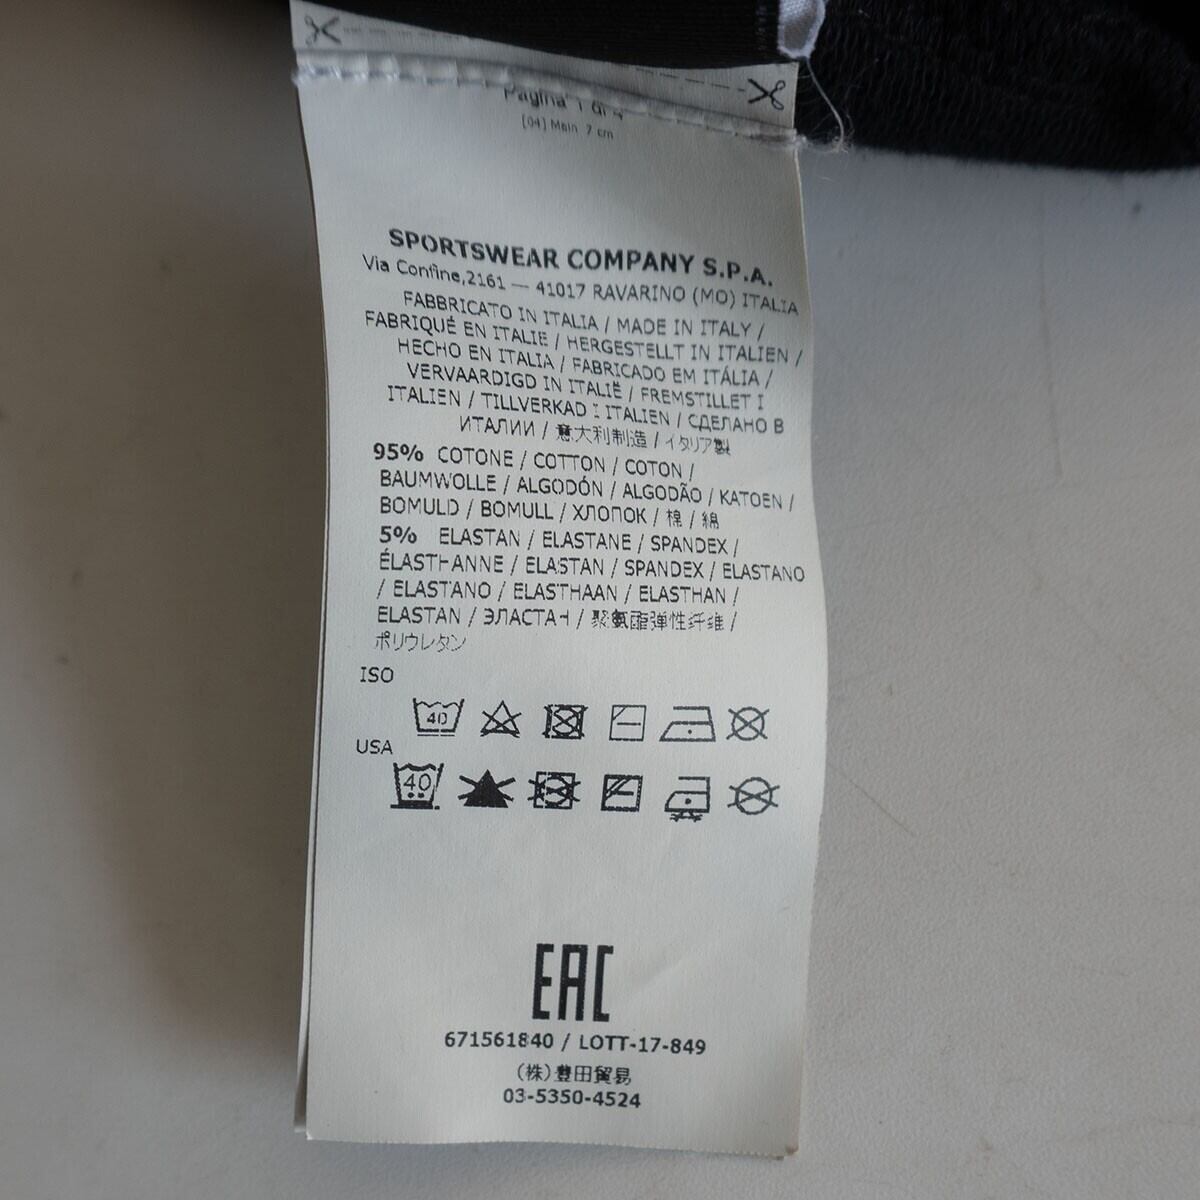 Pagina 1 di 4
[04] Main 7 cm
SPORTSWEAR COMPANY S.P.A.
Via Confine,2161 — 41017 RAVARINO (MO) ITALIA
FABBRICATO IN ITALIA / MADE IN ITALY /
FABRIQUÉ EN ITALIE / HERGESTELLT IN ITALIEN /
HECHO EN ITALIA / FABRICADO EM ITÁLIA /
VERVAARDIGD IN ITALIË / FREMSTILLET I
ITALIEN / TILLVERKAD I ITALIEN / СДЕЛАНО В
ИТАЛИИ / 意大利制造 / イタリア製
95% COTONE / COTTON / COTON /
BAUMWOLLE / ALGODÓN / ALGODÃO / KATOEN /
BOMULD / BOMULL / ХЛОПОК / 棉 / 綿
5% ELASTAN / ELASTANE / SPANDEX /
ÉLASTHANNE / ELASTAN / SPANDEX / ELASTANO
/ ELASTANO / ELASTHAAN / ELASTHAN /
ELASTAN / ЭЛАСТАН / 聚氨酯弹性纤维 /
ポリウレタン
ISO
40
USA
40
EAC
671561840 / LOTT-17-849
(株)豊田貿易
03-5350-4524